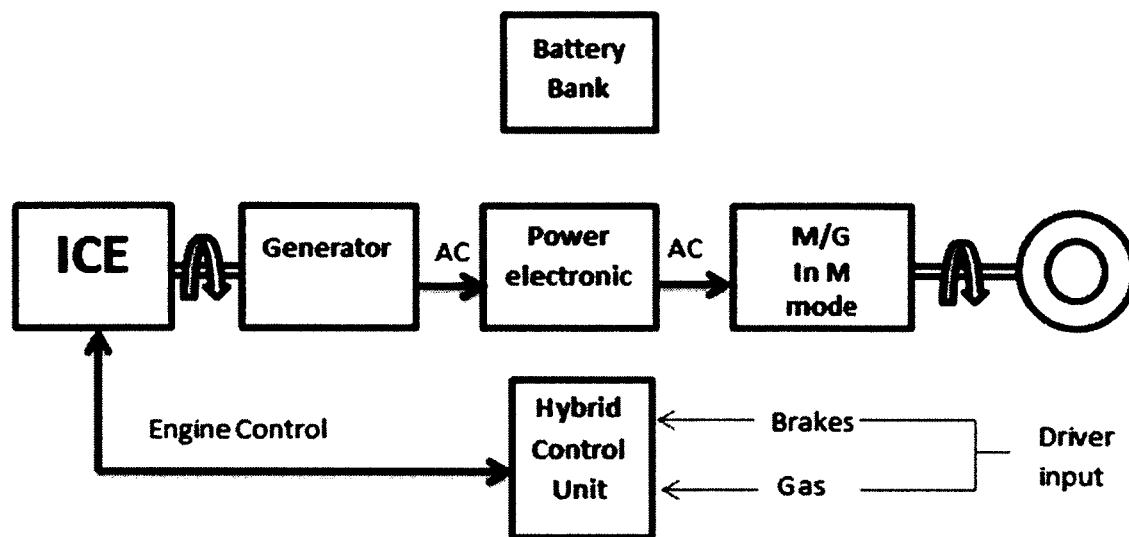 Battery
Bank
ICE
Generator
AC
Power
electronic
AC
M/G
In M
mode
Engine Control
Hybrid
Control
Unit
Brakes
Gas
Driver
input